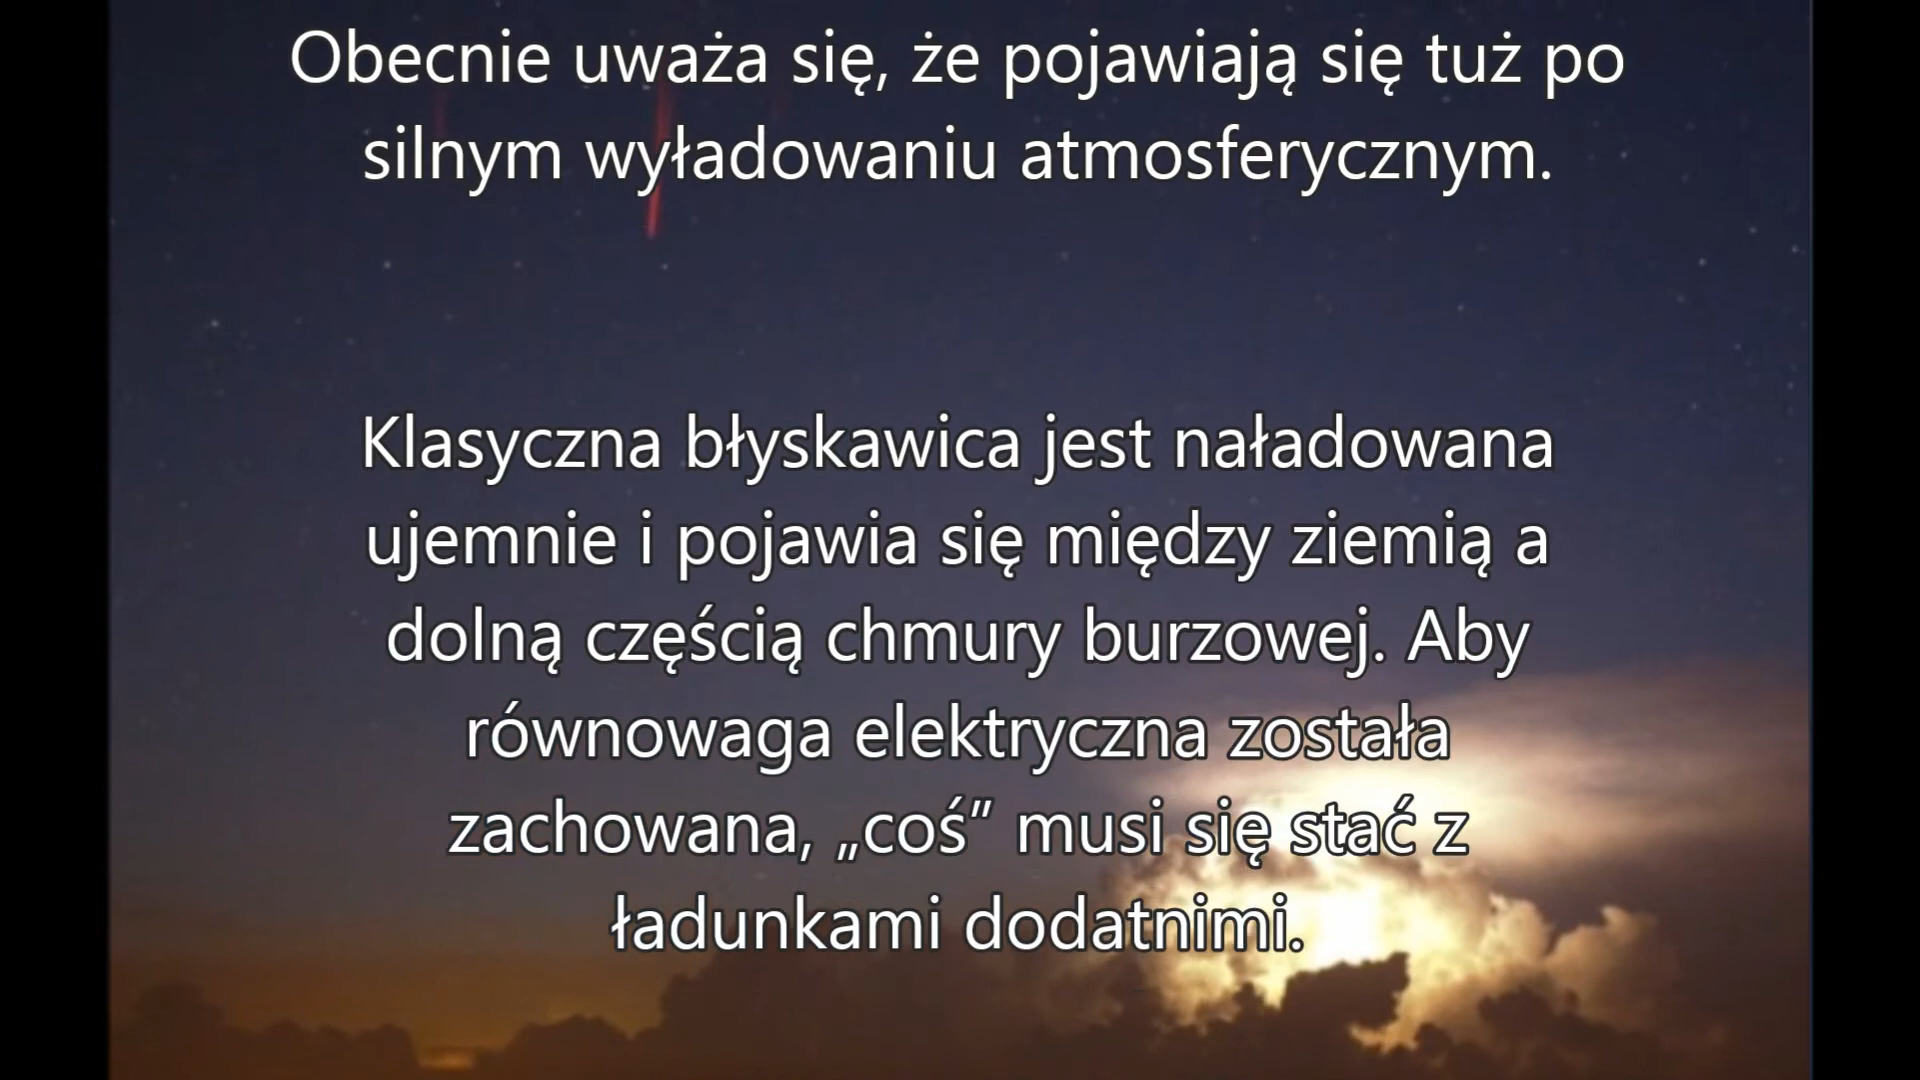 Obecnie uważa się, że pojawiają się tuż po
silnym wyładowaniu atmosferycznym.
Klasyczna błyskawica jest naładowana
ujemnie i pojawia się między ziemią a
dolną częścią chmury burzowej. Aby
równowaga elektryczna została
zachowana, „coś” musi się stać z
ładunkami dodatnimi.